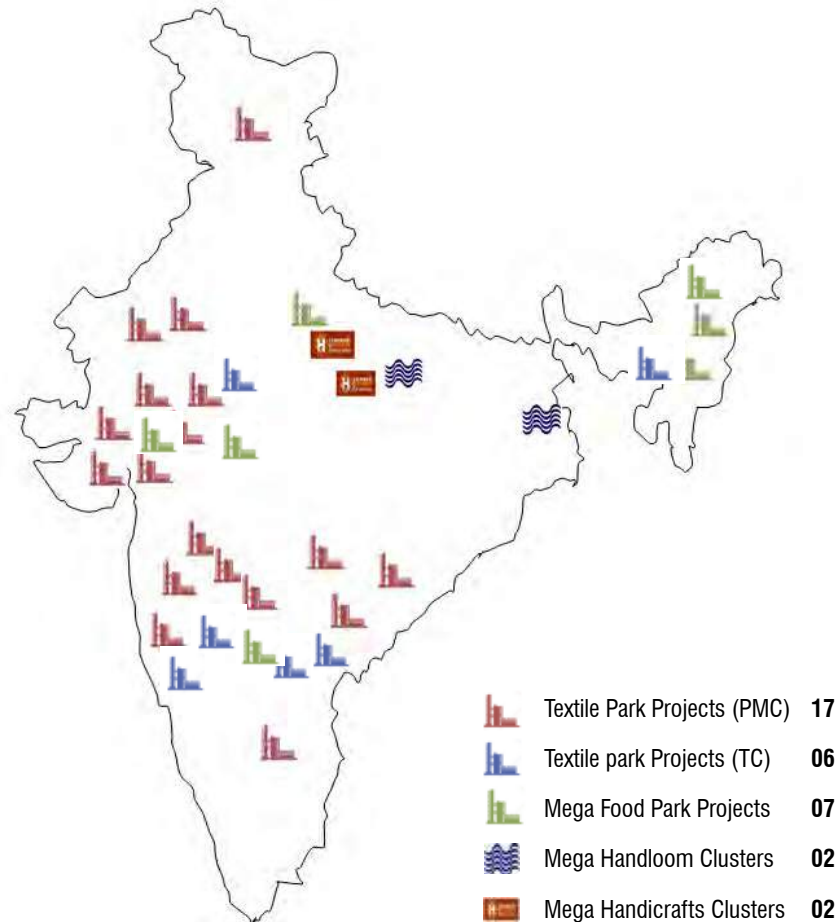 Textile Park Projects (PMC) 17
Textile park Projects (TC) 06
Mega Food Park Projects 07
Mega Handloom Clusters 02
Mega Handicrafts Clusters 02